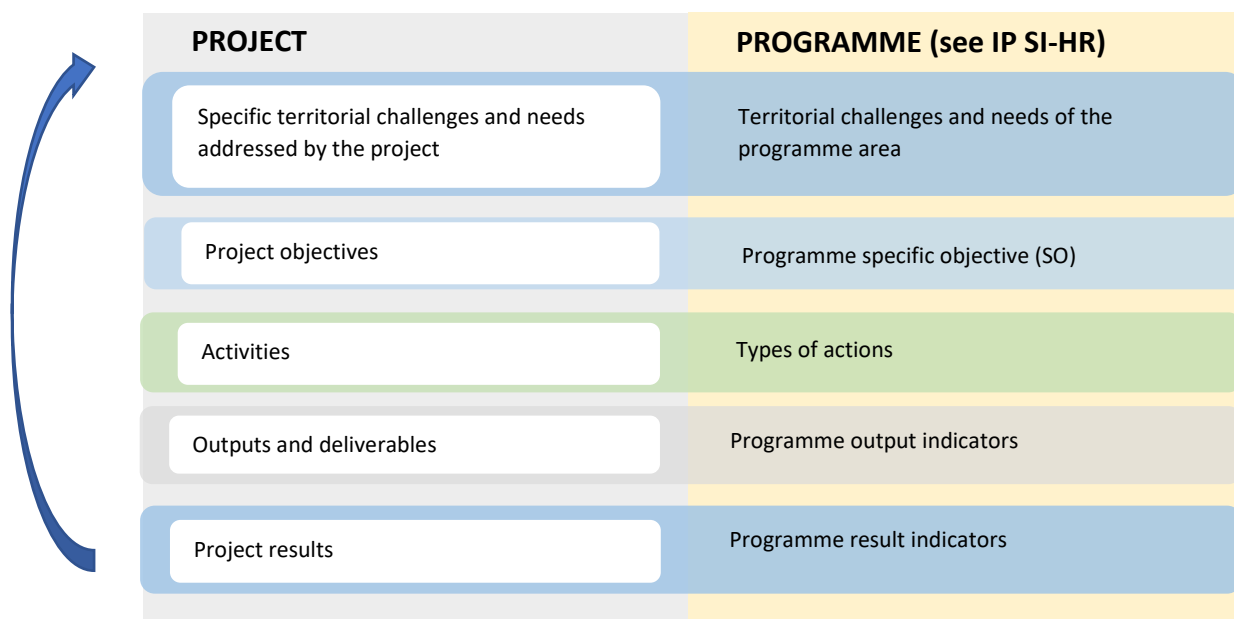 PROJECT
PROGRAMME (see IP SI-HR)
Specific territorial challenges and needs
addressed by the project
Territorial challenges and needs of the
programme area
Project objectives
Programme specific objective (SO)
Activities
Types of actions
Outputs and deliverables
Programme output indicators
Project results
Programme result indicators